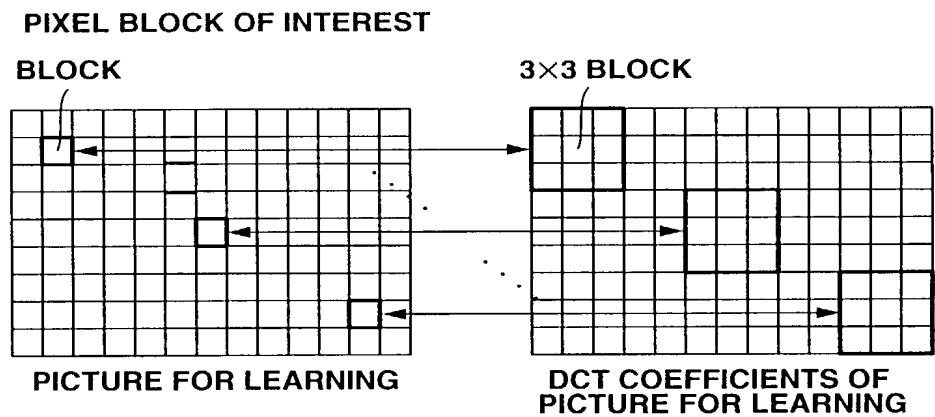 PIXEL BLOCK OF INTEREST
BLOCK
3×3 BLOCK
PICTURE FOR LEARNING
DCT COEFFICIENTS OF
PICTURE FOR LEARNING